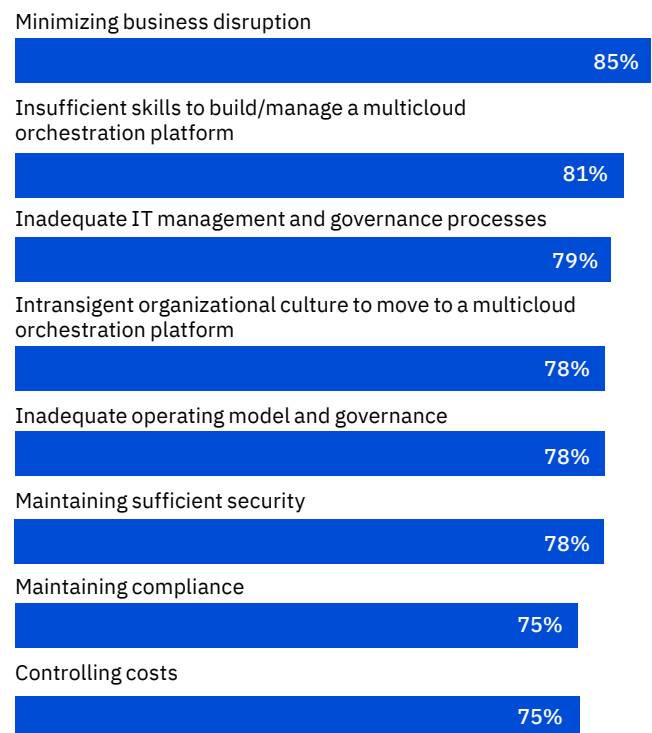 Minimizing business disruption
85%
Insufficient skills to build/manage a multicloud
orchestration platform
81%
Inadequate IT management and governance processes
79%
Intransigent organizational culture to move to a multicloud
orchestration platform
78%
Inadequate operating model and governance
78%
Maintaining sufficient security
78%
Maintaining compliance
75%
Controlling costs
75%